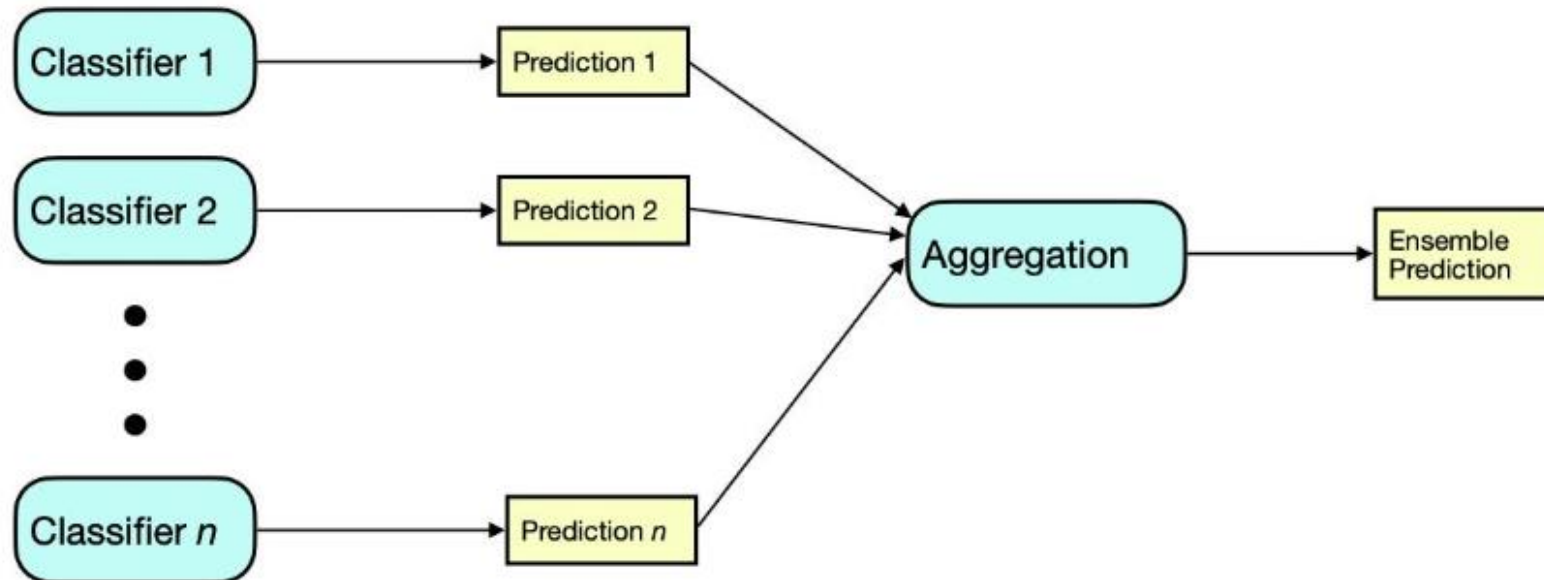 Classifier 1
Prediction 1
Classifier 2
Prediction 2
Aggregation
Ensemble
Prediction
Classifier n
Prediction n